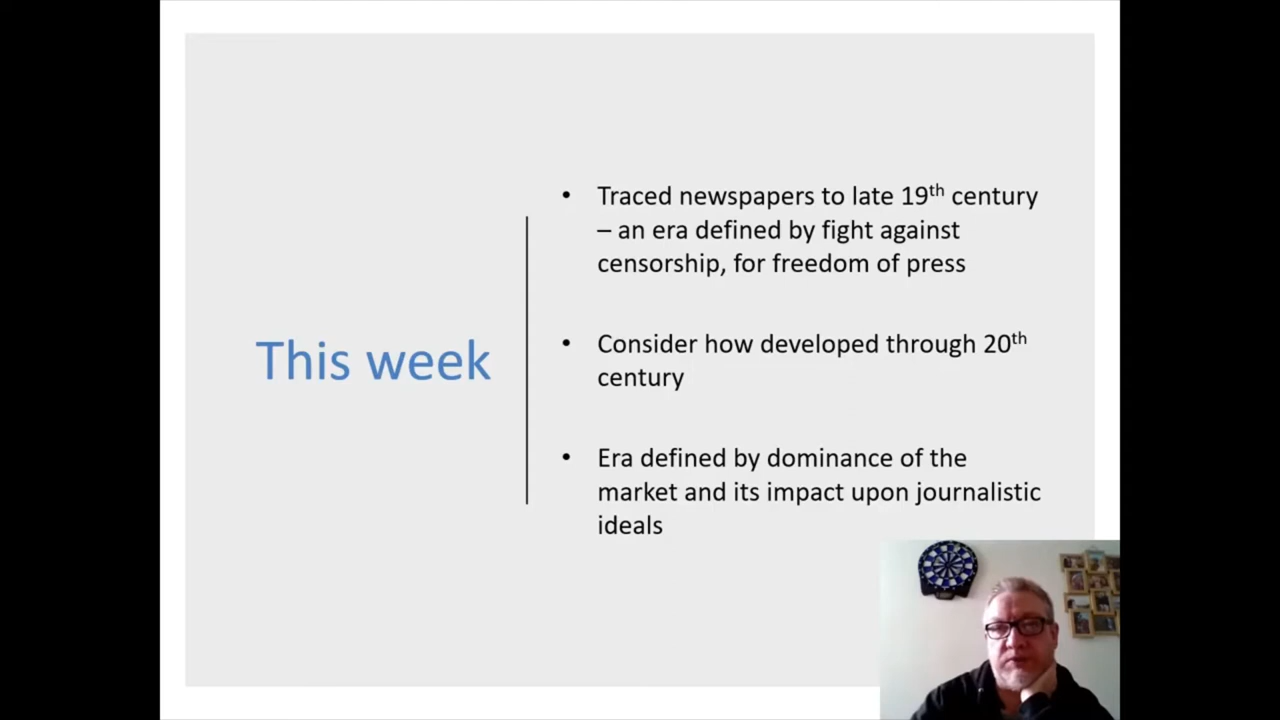 This week
• Traced newspapers to late 19th century
– an era defined by fight against
censorship, for freedom of press
• Consider how developed through 20th
century
• Era defined by dominance of the
market and its impact upon journalistic
ideals